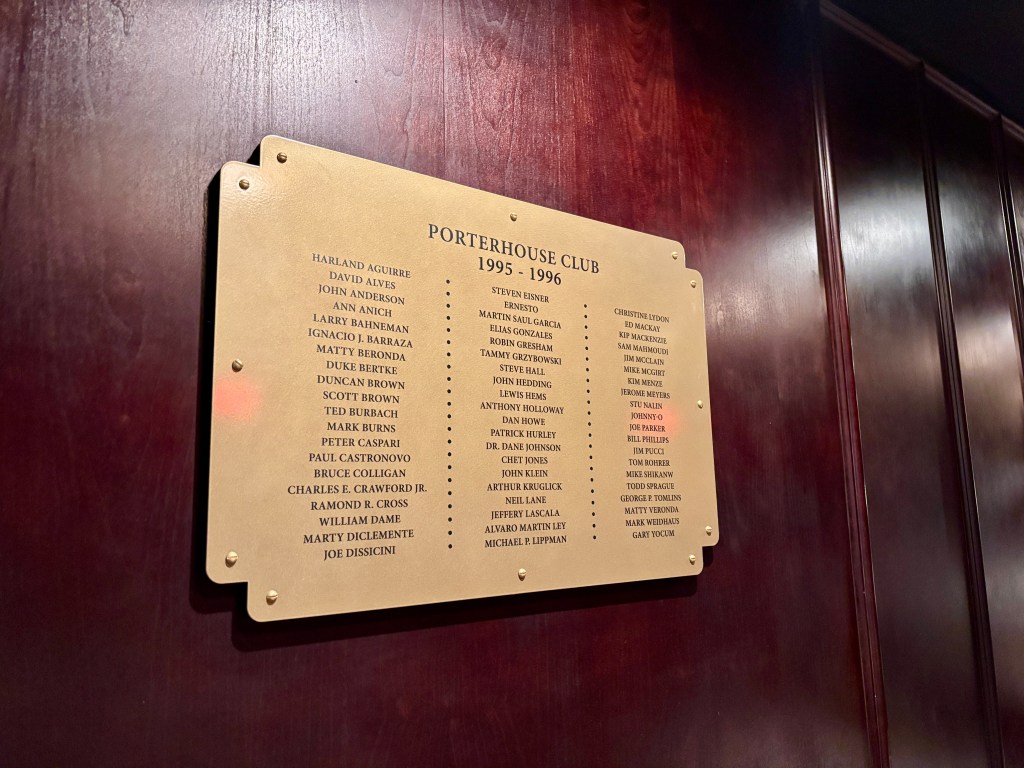 PORTERHOUSE CLUB
1995 - 1996
HARLAND AGUIRRE
DAVID ALVES
JOHN ANDERSON
ANN ANICH
LARRY BAHNEMAN
IGNACIO J. BARRAZA
MATTY BERONDA
DUKE BERTKE
DUNCAN BROWN
SCOTT BROWN
TED BURBACH
MARK BURNS
PETER CASPARI
PAUL CASTRONOVO
BRUCE COLLIGAN
CHARLES E. CRAWFORD JR.
RAMOND R. CROSS
WILLIAM DAME
MARTY DICLEMENTE
JOE DISSICINI
STEVEN EISNER
ERNESTO
MARTIN SAUL GARCIA
ELIAS GONZALES
ROBIN GRESHAM
TAMMY GRZYBOWSKI
STEVE HALL
JOHN HEDDING
LEWIS HEMS
ANTHONY HOLLOWAY
DAN HOWE
PATRICK HURLEY
DR. DANE JOHNSON
CHET JONES
JOHN KLEIN
ARTHUR KRUGLICK
NEIL LANE
JEFFERY LASCALA
ALVARO MARTIN LEY
MICHAEL P. LIPPMAN
CHRISTINE LYDON
ED MACKAY
KIP MACKENZIE
SAM MAHMOUDI
JIM MCCLAIN
MIKE MCGIRT
KIM MENZE
JEROME MEYERS
STU NALIN
JOHNNY-O
JOE PARKER
BILL PHILLIPS
JIM PUCCI
TOM ROHRER
MIKE SHIKANW
TODD SPRAGUE
GEORGE P. TOMLINS
MATTY VERONDA
MARK WEIDHAUS
GARY YOCUM